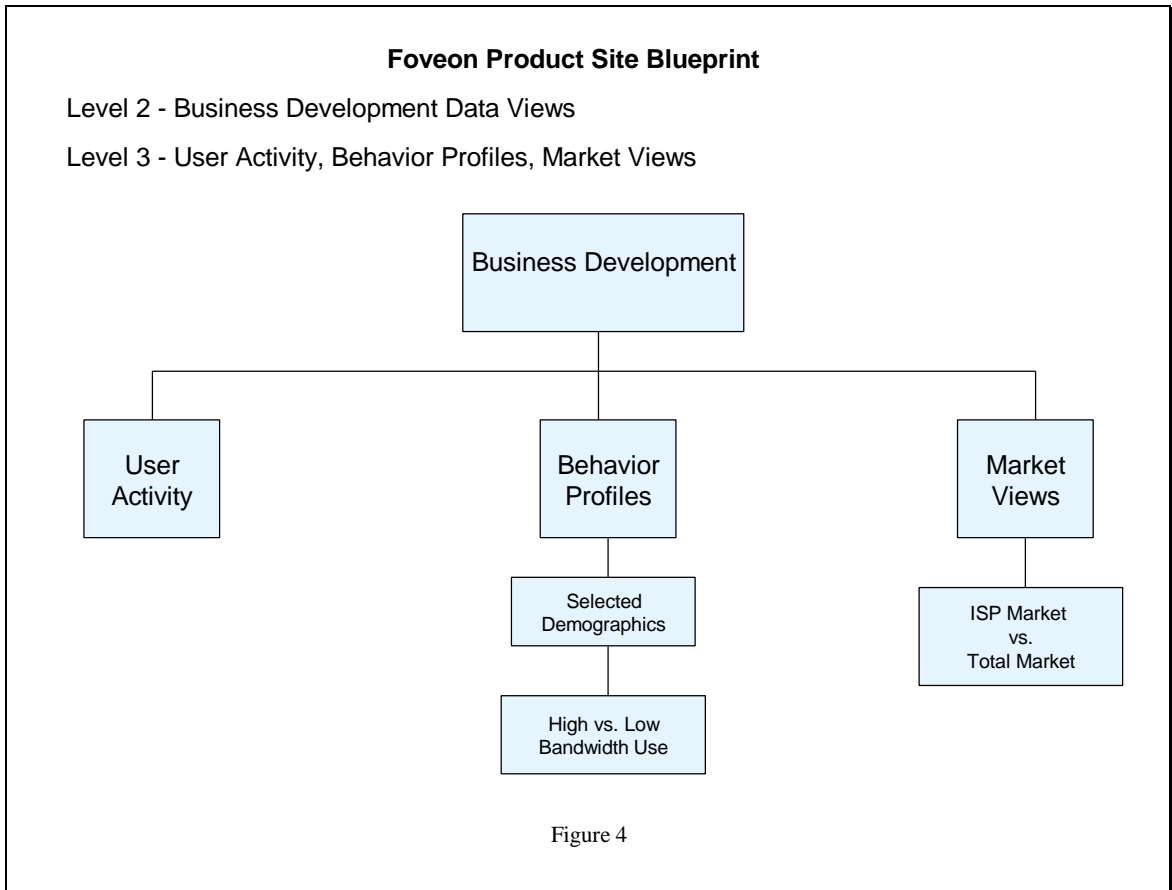 Foveon Product Site Blueprint
Level 2 - Business Development Data Views
Level 3 - User Activity, Behavior Profiles, Market Views
Business Development
User
Activity
Behavior
Profiles
Market
Views
Selected
Demographics
ISP Market
vs.
Total Market
High vs. Low
Bandwidth Use
Figure 4